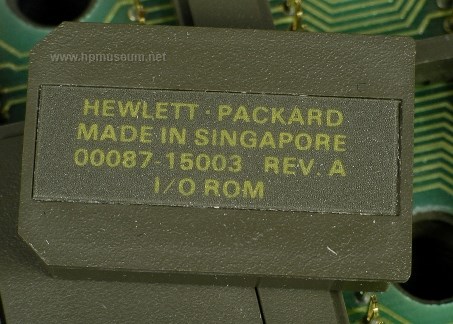 www.hpmuseum.net
HEWLETT · PACKARD
MADE IN SINGAPORE
00087-15003 REV. A
I/O ROM